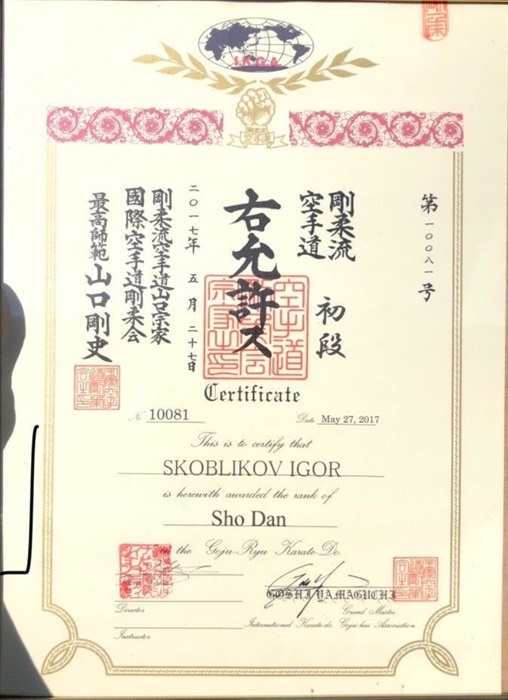 I.K.G.A.
第一〇〇八一号
剛柔流
空手道
初段
右允許ス
二〇一七年 五月 二十七日
剛柔流空手道山口宗家
國際空手道剛柔会
最高師範 山口剛史
Certificate
№ 10081
Date May 27, 2017
This is to certify that
SKOBLIKOV IGOR
is herewith awarded the rank of
Sho Dan
in the Goju-Ryu Karate-Do.
GOSHI YAMAGUCHI
Director
Grand Master
International Karate-do Goju-kai Association
Instructor